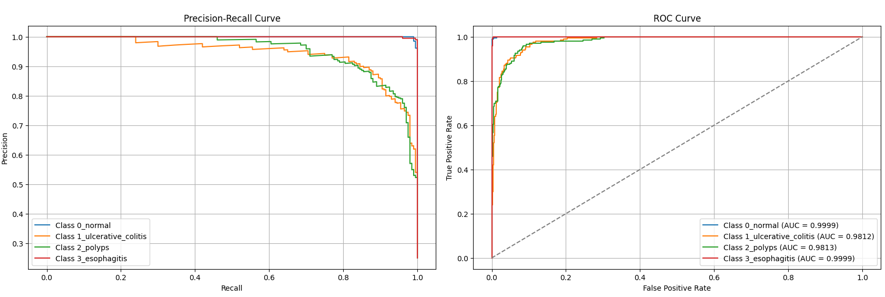 Precision-Recall Curve
1.0
0.9
0.8
0.7
0.6
0.5
0.4
0.3
Precision
0.0
0.2
0.4
0.6
0.8
1.0
Recall
Class 0_normal
Class 1_ulcerative_colitis
Class 2_polyps
Class 3_esophagitis
ROC Curve
1.0
0.8
0.6
0.4
0.2
0.0
True Positive Rate
0.0
0.2
0.4
0.6
0.8
1.0
False Positive Rate
Class 0_normal (AUC = 0.9999)
Class 1_ulcerative_colitis (AUC = 0.9812)
Class 2_polyps (AUC = 0.9813)
Class 3_esophagitis (AUC = 0.9999)